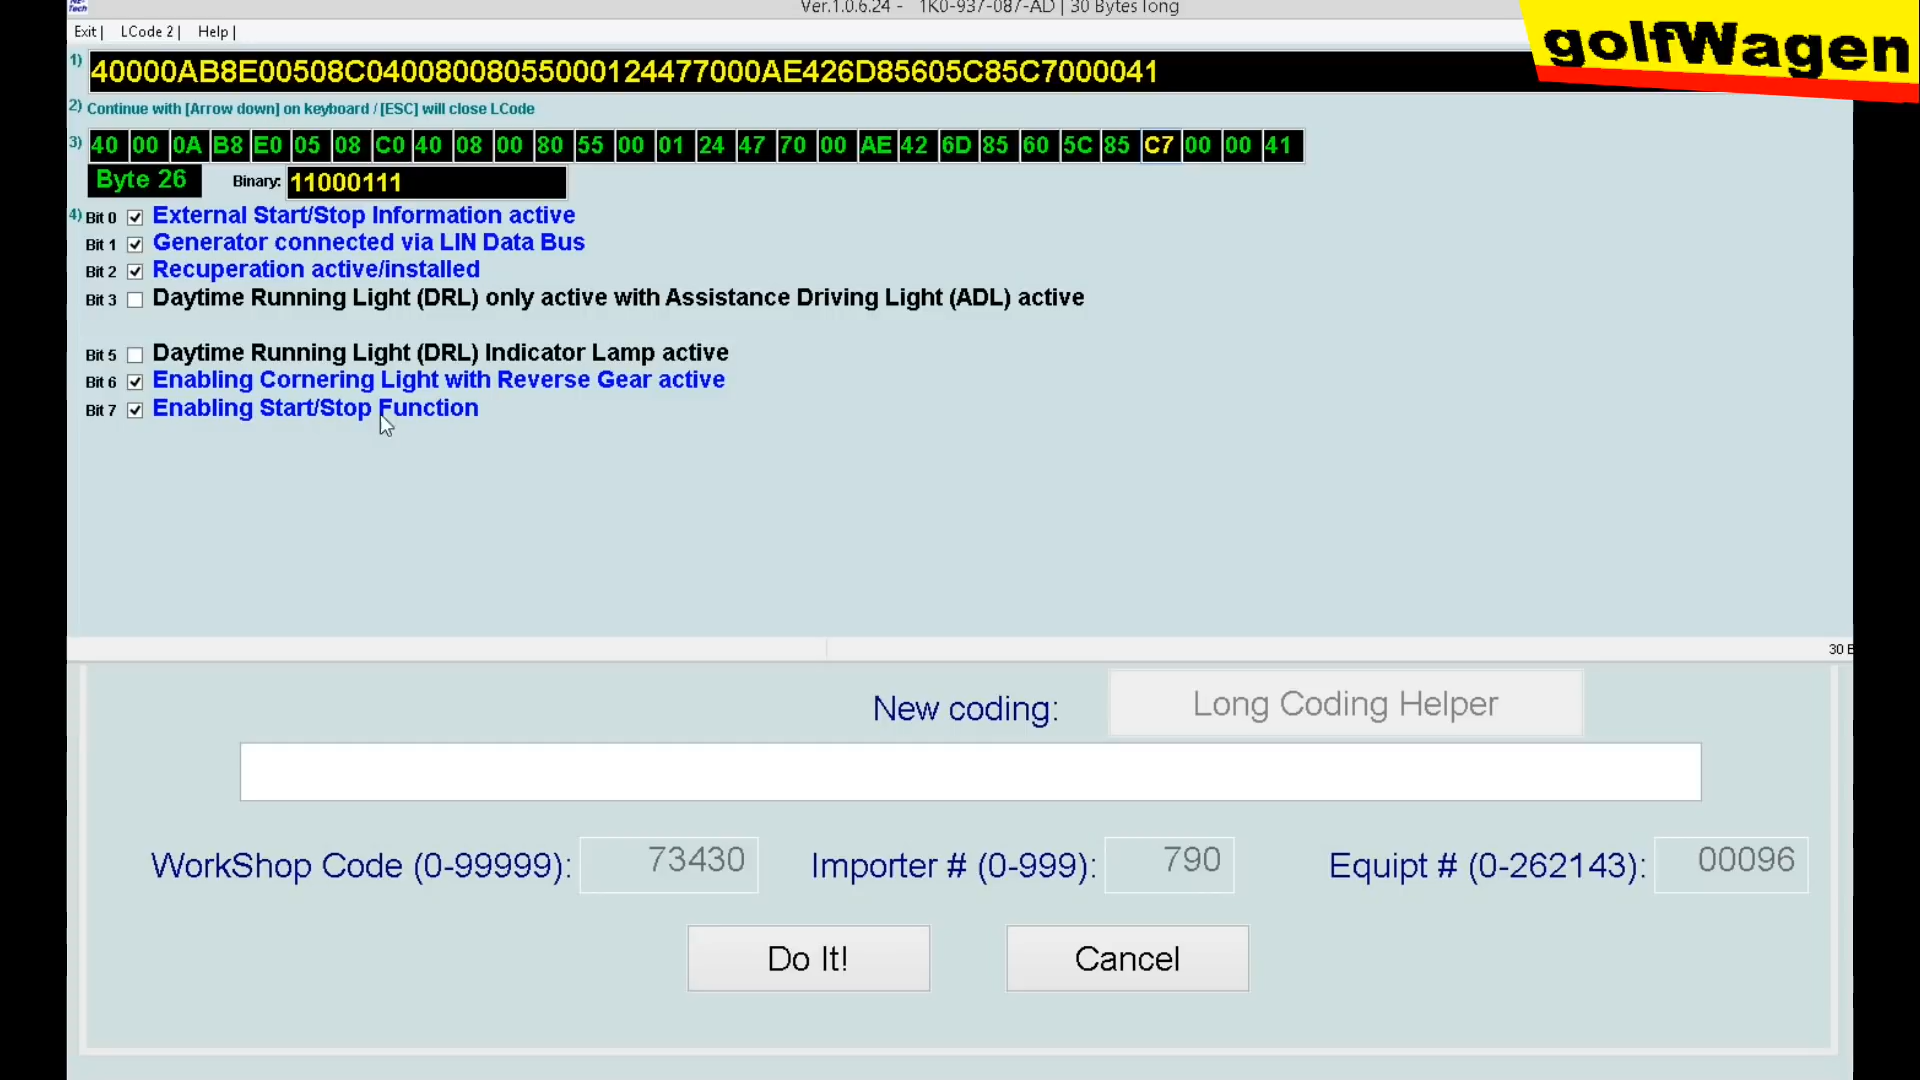 NE-Tech
Ver.1.0.6.24 -   1K0-937-087-AD | 30 Bytes long
golfWagen
Exit | LCode 2 | Help |
1) 40000AB8E00508C04008008055000124477000AE426D85605C85C7000041
2) Continue with [Arrow down] on keyboard / [ESC] will close LCode
3) 40 00 0A B8 E0 05 08 C0 40 08 00 80 55 00 01 24 47 70 00 AE 42 6D 85 60 5C 85 C7 00 00 41
Byte 26 Binary: 11000111
4) Bit 0 External Start/Stop Information active
Bit 1 Generator connected via LIN Data Bus
Bit 2 Recuperation active/installed
Bit 3 Daytime Running Light (DRL) only active with Assistance Driving Light (ADL) active
Bit 5 Daytime Running Light (DRL) Indicator Lamp active
Bit 6 Enabling Cornering Light with Reverse Gear active
Bit 7 Enabling Start/Stop Function
30 B
New coding: Long Coding Helper
WorkShop Code (0-99999): 73430 Importer # (0-999): 790 Equipt # (0-262143): 00096
Do It! Cancel